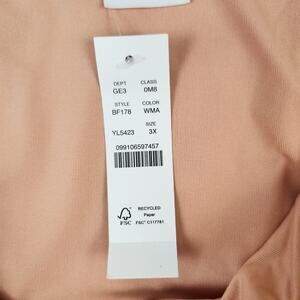 DEPT CLASS
GE3 0M8
STYLE COLOR
BF178 WMA
SIZE
YL5423 3X
099106597457
RECYCLED
Paper
FSC
FSC® C117781